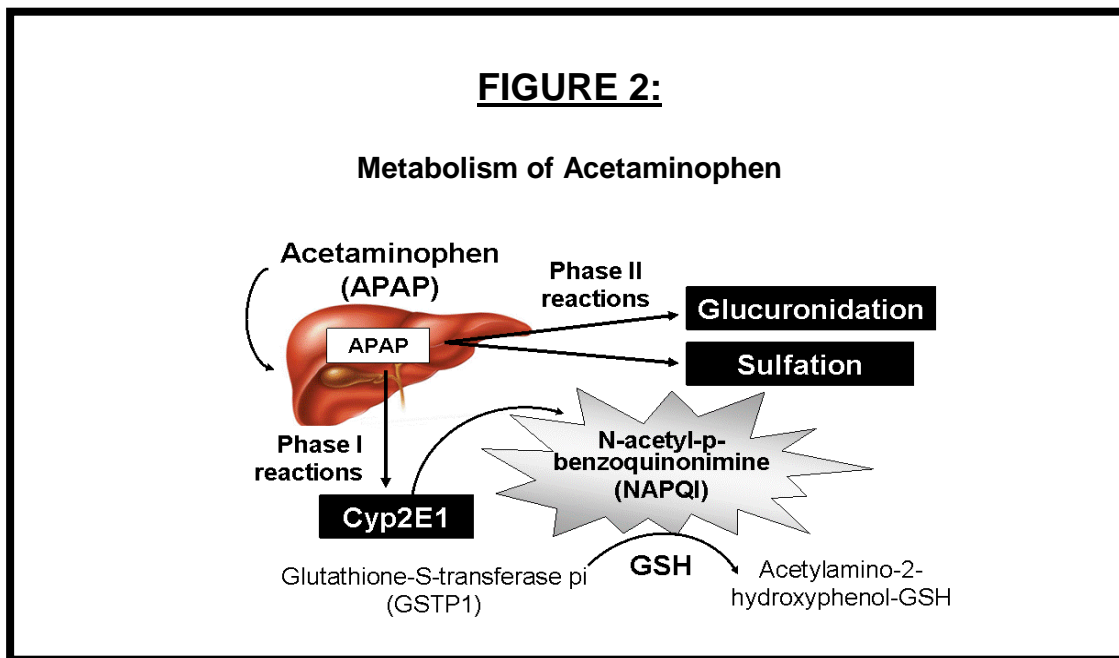 FIGURE 2:
Metabolism of Acetaminophen
Acetaminophen
(APAP)
Phase II
reactions
Glucuronidation
APAP
Sulfation
Phase I
reactions
N-acetyl-p-
benzoquinonimine
(NAPQI)
Cyp2E1
Glutathione-S-transferase pi
(GSTP1)
GSH
Acetylamino-2-
hydroxyphenol-GSH